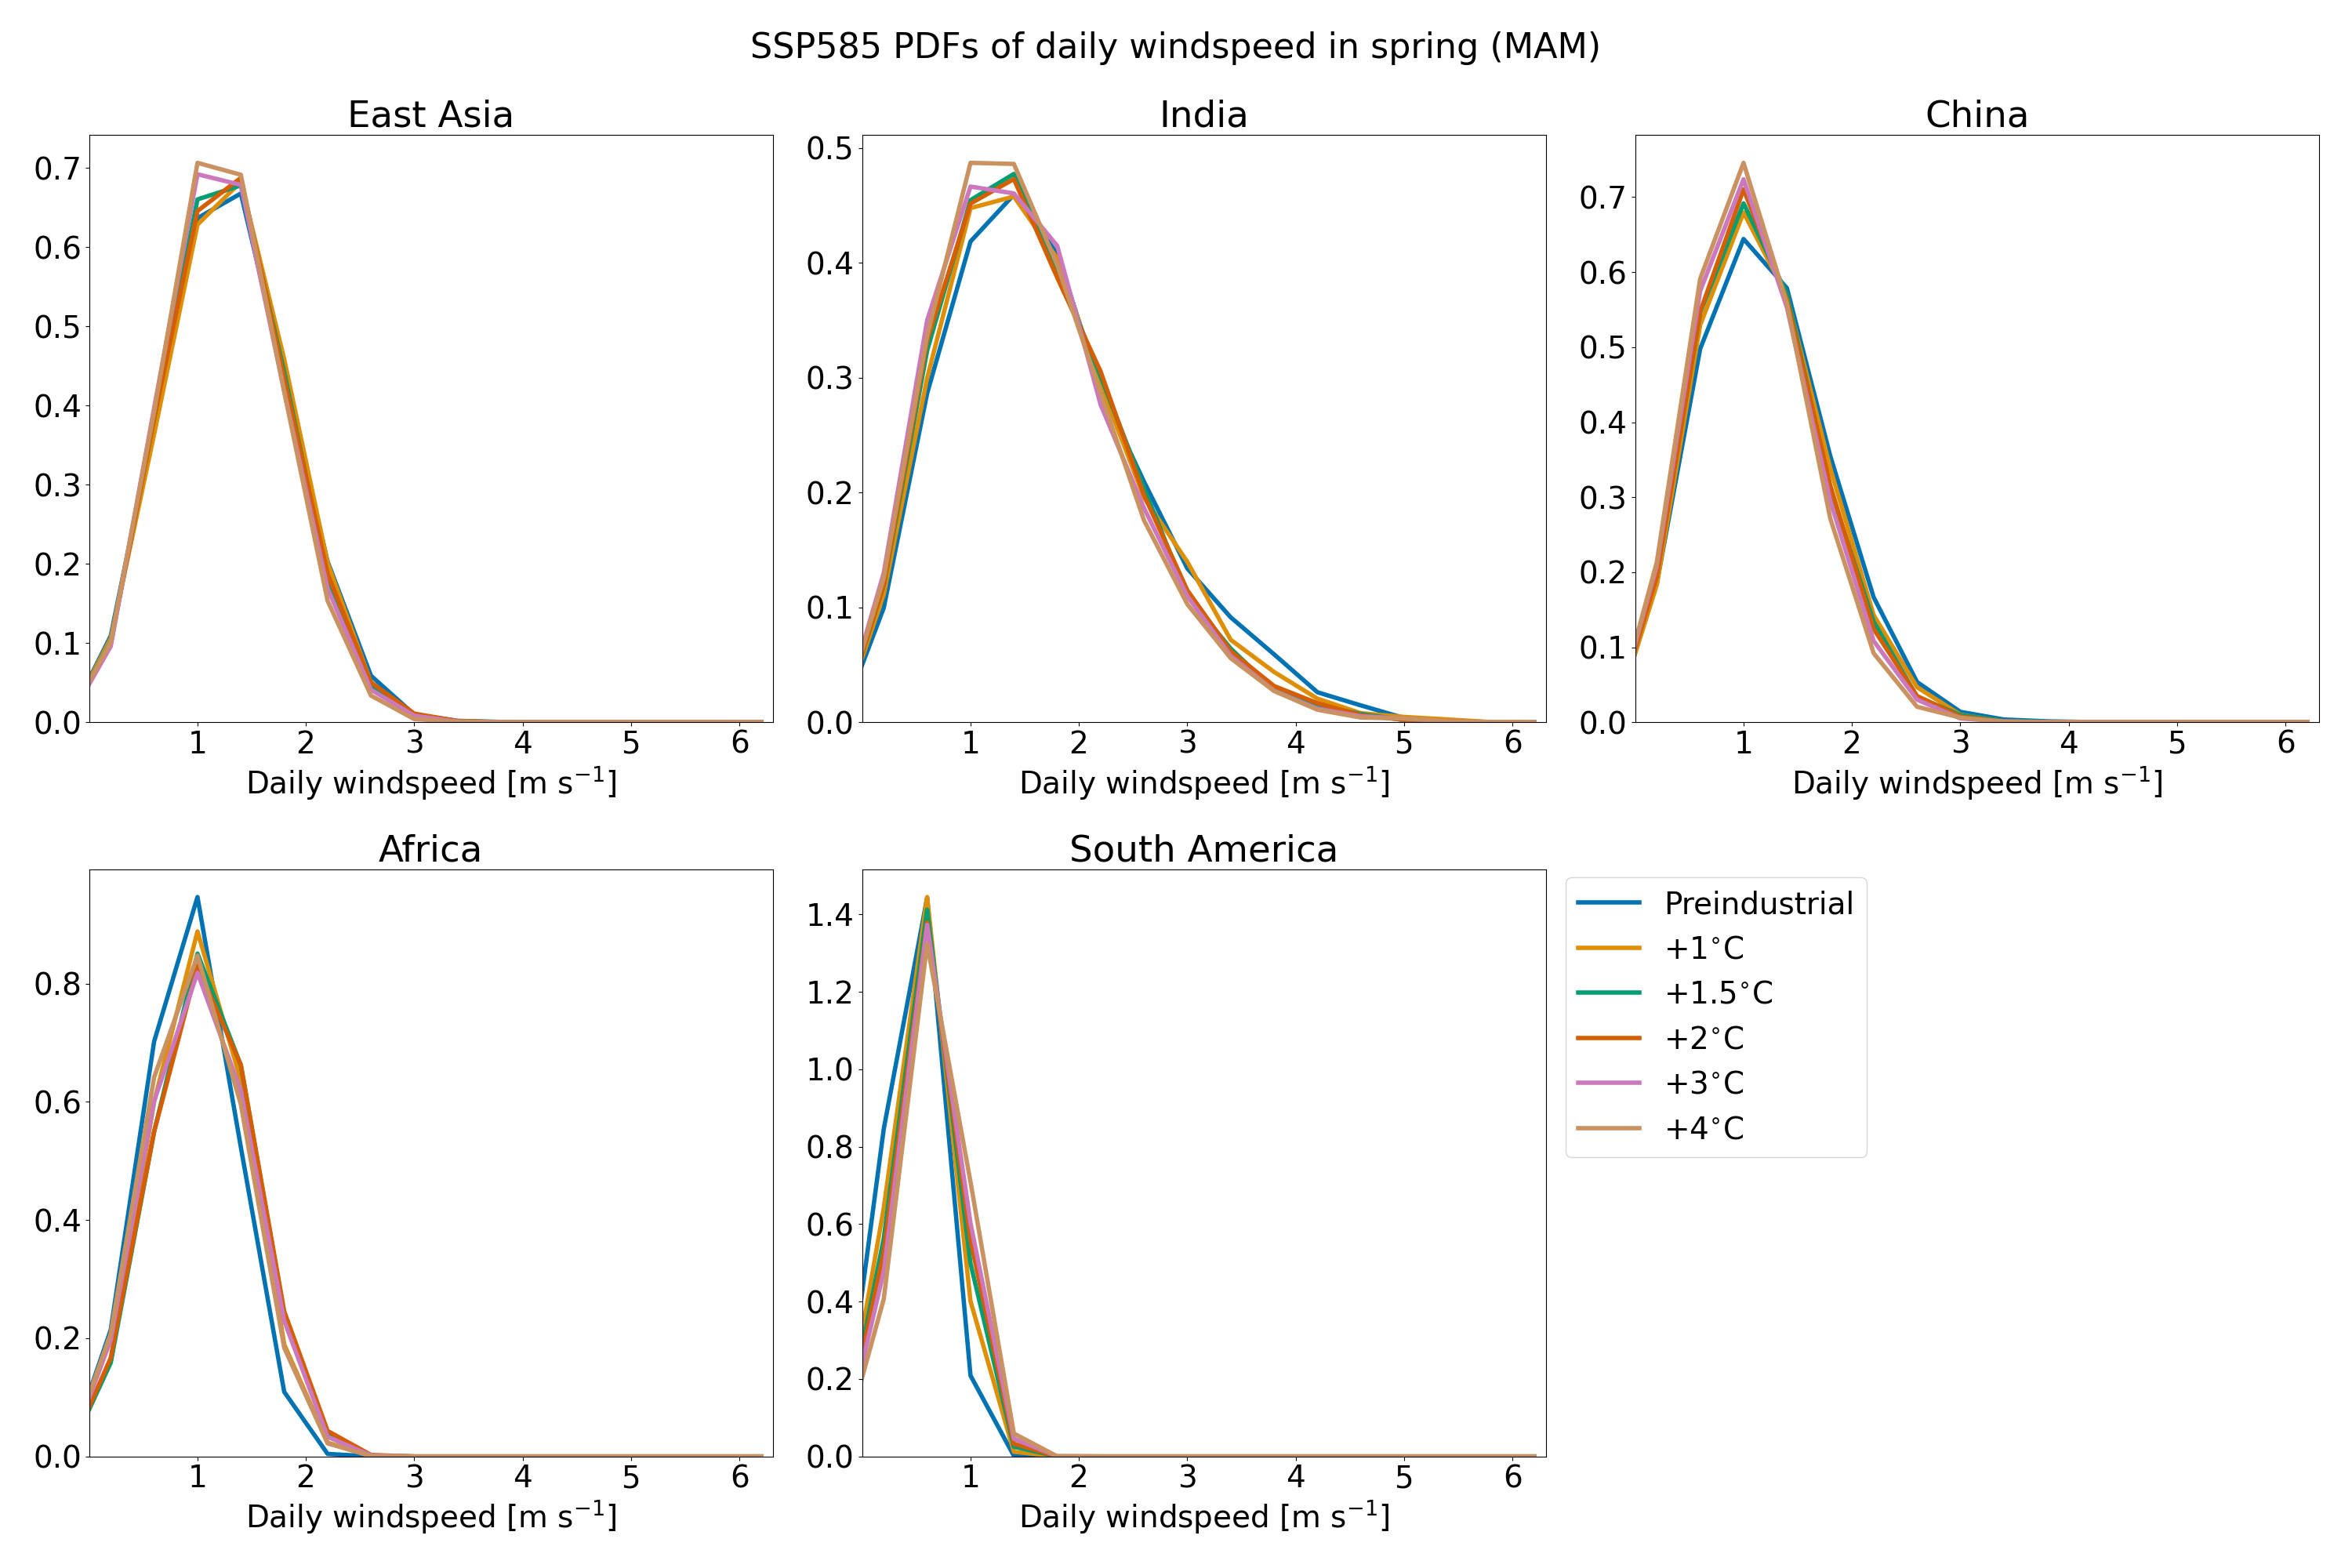 SSP585 PDFs of daily windspeed in spring (MAM)
East Asia
0.7
0.6
0.5
0.4
0.3
0.2
0.1
0.0
1 2 3 4 5 6
Daily windspeed [m s⁻¹]
India
0.5
0.4
0.3
0.2
0.1
0.0
1 2 3 4 5 6
Daily windspeed [m s⁻¹]
China
0.7
0.6
0.5
0.4
0.3
0.2
0.1
0.0
1 2 3 4 5 6
Daily windspeed [m s⁻¹]
Africa
0.8
0.6
0.4
0.2
0.0
1 2 3 4 5 6
Daily windspeed [m s⁻¹]
South America
1.4
1.2
1.0
0.8
0.6
0.4
0.2
0.0
1 2 3 4 5 6
Daily windspeed [m s⁻¹]
Preindustrial
+1°C
+1.5°C
+2°C
+3°C
+4°C